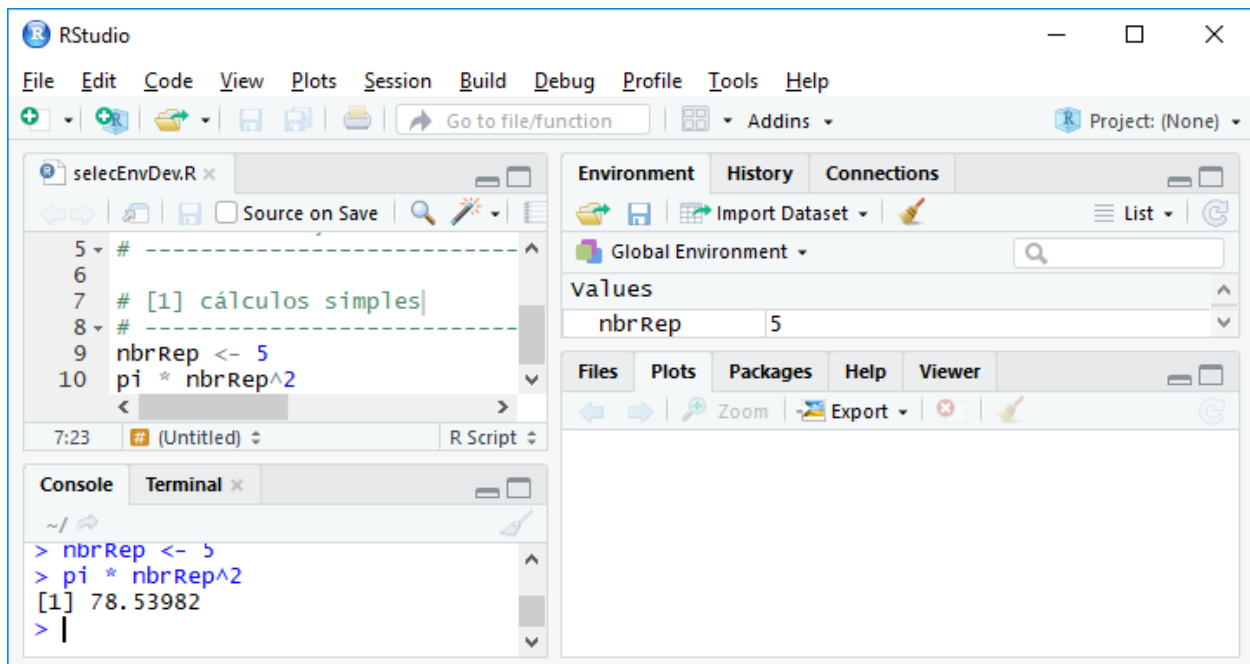 RStudio
File Edit Code View Plots Session Build Debug Profile Tools Help
Go to file/function Addins Project: (None)
selecEnvDev.R
Source on Save
5 # -----------------------------
6
7 # [1] cálculos simples
8 # -----------------------------
9 nbrRep <- 5
10 pi * nbrRep^2
7:23 # (Untitled) R Script
Console Terminal
~/
> nbrRep <- 5
> pi * nbrRep^2
[1] 78.53982
>
Environment History Connections
Import Dataset List
Global Environment
Values
nbrRep 5
Files Plots Packages Help Viewer
Zoom Export